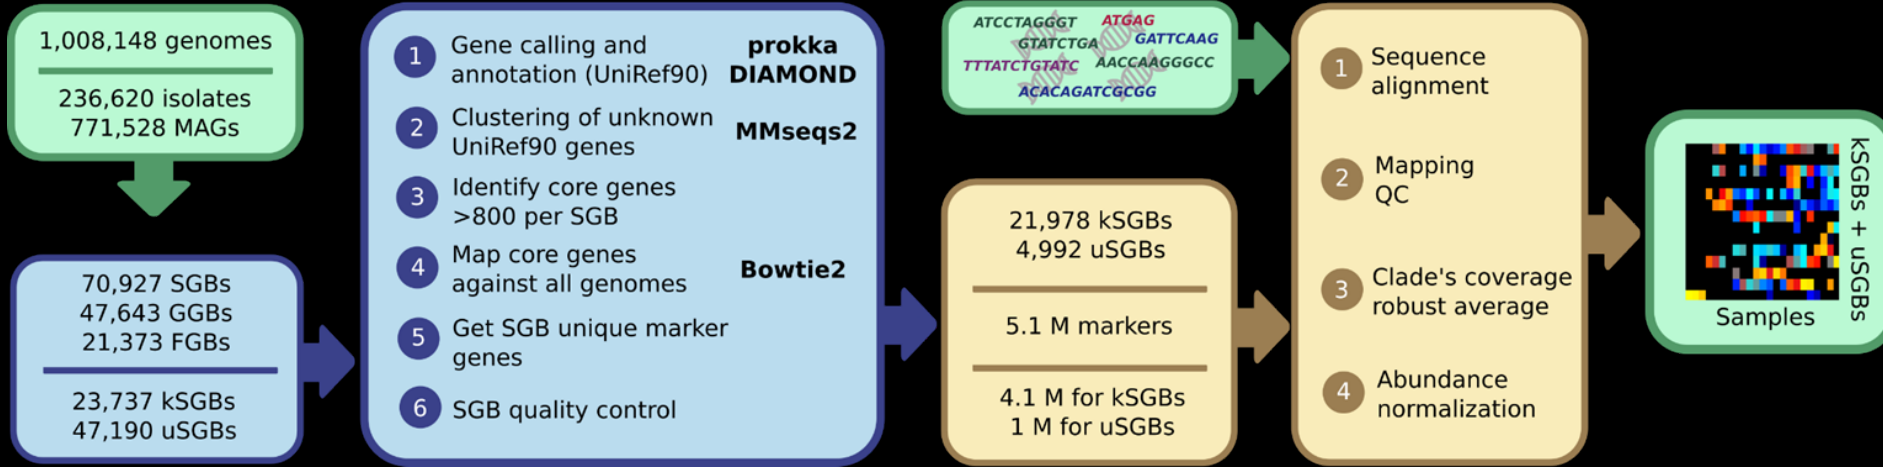 1,008,148 genomes
236,620 isolates
771,528 MAGs
70,927 SGBs
47,643 GGBs
21,373 FGBs
23,737 kSGBs
47,190 uSGBs
1 Gene calling and prokka
annotation (UniRef90) DIAMOND
2 Clustering of unknown MMseqs2
UniRef90 genes
3 Identify core genes
>800 per SGB
4 Map core genes Bowtie2
against all genomes
5 Get SGB unique marker
genes
6 SGB quality control
ATCCTAGGGT ATGAG
GTATCTGA GATTCAAG
TTTATCTGTATC AACCAAGGGCC
ACACAGATCGCGG
21,978 kSGBs
4,992 uSGBs
5.1 M markers
4.1 M for kSGBs
1 M for uSGBs
1 Sequence
alignment
2 Mapping
QC
3 Clade's coverage
robust average
4 Abundance
normalization
kSGBs + uSGBs
Samples